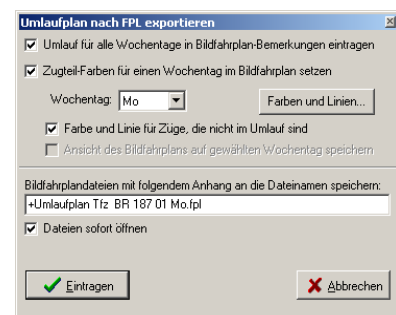 Umlaufplan nach FPL exportieren
Umlauf für alle Wochentage in Bildfahrplan-Bemerkungen eintragen
Zugteil-Farben für einen Wochentag im Bildfahrplan setzen
Wochentag: Mo Farben und Linien...
Farbe und Linie für Züge, die nicht im Umlauf sind
Ansicht des Bildfahrplans auf gewählten Wochentag speichern
Bildfahrplandateien mit folgendem Anhang an die Dateinamen speichern:
+Umlaufplan Tfz BR 187 01 Mo.fpl
Dateien sofort öffnen
Eintragen Abbrechen